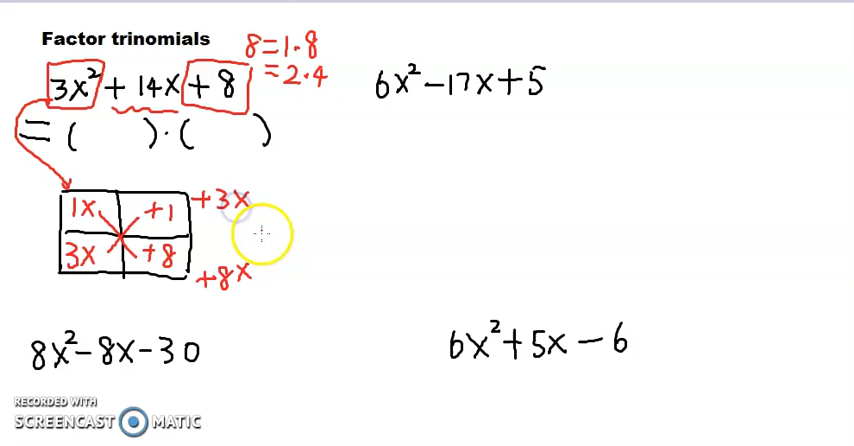 Factor trinomials
8=1·8
=2·4
3x²+14x+8
=( )·( )
1x +1 +3x
3x +8 +8x
6x²-17x+5
8x²-8x-30
6x²+5x-6
RECORDED WITH
SCREENCAST MATIC